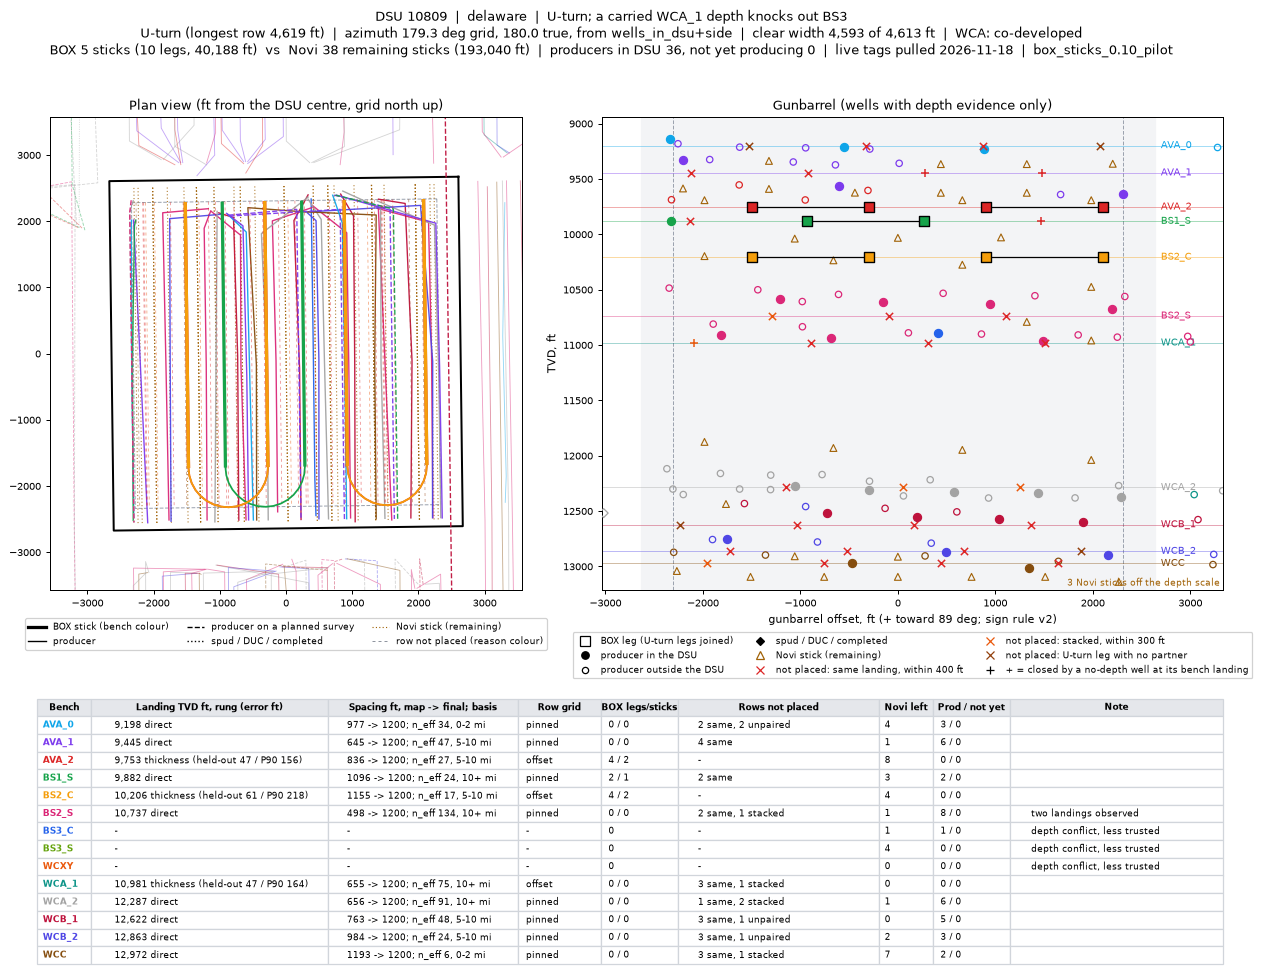 DSU 10809 | delaware | U-turn; a carried WCA_1 depth knocks out BS3
U-turn (longest row 4,619 ft) | azimuth 179.3 deg grid, 180.0 true, from wells_in_dsu+side | clear width 4,593 of 4,613 ft | WCA: co-developed
BOX 5 sticks (10 legs, 40,188 ft) vs Novi 38 remaining sticks (193,040 ft) | producers in DSU 36, not yet producing 0 | live tags pulled 2026-11-18 | box_sticks_0.10_pilot
Plan view (ft from the DSU centre, grid north up)
3000
2000
1000
0
−1000
−2000
−3000
−3000 −2000 −1000 0 1000 2000 3000
BOX stick (bench colour)
producer
producer on a planned survey
spud / DUC / completed
Novi stick (remaining)
row not placed (reason colour)
Gunbarrel (wells with depth evidence only)
TVD, ft
9000
9500
10000
10500
11000
11500
12000
12500
13000
AVA_0
AVA_1
AVA_2
BS1_S
BS2_C
BS2_S
WCA_1
WCA_2
WCB_1
WCB_2
WCC
3 Novi sticks off the depth scale
−3000 −2000 −1000 0 1000 2000 3000
gunbarrel offset, ft (+ toward 89 deg; sign rule v2)
BOX leg (U-turn legs joined)
producer in the DSU
producer outside the DSU
spud / DUC / completed
Novi stick (remaining)
not placed: same landing, within 400 ft
not placed: stacked, within 300 ft
not placed: U-turn leg with no partner
+ = closed by a no-depth well at its bench landing
Bench Landing TVD ft, rung (error ft) Spacing ft, map -> final; basis Row grid BOX legs/sticks Rows not placed Novi left Prod / not yet Note
AVA_0 9,198 direct 977 -> 1200; n_eff 34, 0-2 mi pinned 0 / 0 2 same, 2 unpaired 4 3 / 0
AVA_1 9,445 direct 645 -> 1200; n_eff 47, 5-10 mi pinned 0 / 0 4 same 1 6 / 0
AVA_2 9,753 thickness (held-out 47 / P90 156) 836 -> 1200; n_eff 27, 5-10 mi offset 4 / 2 - 8 0 / 0
BS1_S 9,882 direct 1096 -> 1200; n_eff 24, 10+ mi pinned 2 / 1 2 same 3 2 / 0
BS2_C 10,206 thickness (held-out 61 / P90 218) 1155 -> 1200; n_eff 17, 5-10 mi offset 4 / 2 - 4 0 / 0
BS2_S 10,737 direct 498 -> 1200; n_eff 134, 10+ mi pinned 0 / 0 2 same, 1 stacked 1 8 / 0 two landings observed
BS3_C - - - 0 - 1 1 / 0 depth conflict, less trusted
BS3_S - - - 0 - 4 0 / 0 depth conflict, less trusted
WCXY - - - 0 - 0 0 / 0 depth conflict, less trusted
WCA_1 10,981 thickness (held-out 47 / P90 164) 655 -> 1200; n_eff 75, 10+ mi offset 0 / 0 3 same, 1 stacked 0 0 / 0
WCA_2 12,287 direct 656 -> 1200; n_eff 91, 10+ mi pinned 0 / 0 1 same, 2 stacked 1 6 / 0
WCB_1 12,622 direct 763 -> 1200; n_eff 48, 5-10 mi pinned 0 / 0 3 same, 1 unpaired 0 5 / 0
WCB_2 12,863 direct 984 -> 1200; n_eff 24, 5-10 mi pinned 0 / 0 3 same, 1 unpaired 2 3 / 0
WCC 12,972 direct 1193 -> 1200; n_eff 6, 0-2 mi pinned 0 / 0 3 same, 1 stacked 7 2 / 0